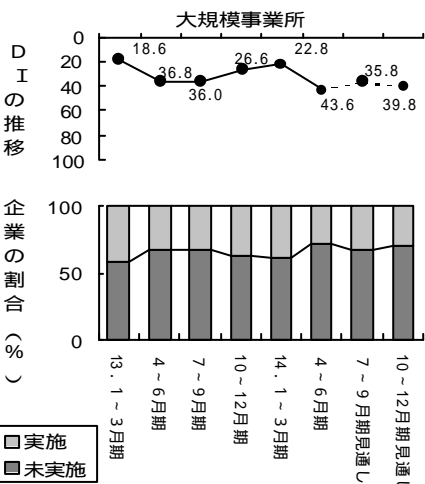 大規模事業所
DIの推移
0
20
40
60
80
100
18.6
36.8
36.0
26.6
22.8
43.6
35.8
39.8
企業の割合（%）
100
50
0
13.1~3月期
4~6月期
7~9月期
10~12月期
14.1~3月期
4~6月期
7~9月期見通し
10~12月期見通し
実施
未実施